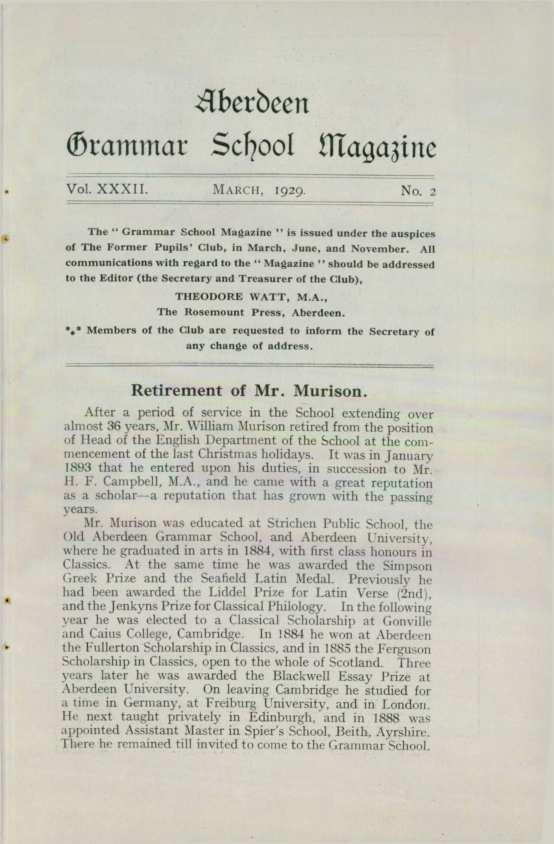 Aberdeen
Grammar School Magazine
Vol. XXXII. MARCH, 1929. No. 2
The " Grammar School Magazine " is issued under the auspices
of The Former Pupils' Club, in March, June, and November. All
communications with regard to the " Magazine " should be addressed
to the Editor (the Secretary and Treasurer of the Club),
THEODORE WATT, M.A.,
The Rosemount Press, Aberdeen.
*⁎* Members of the Club are requested to inform the Secretary of
any change of address.
Retirement of Mr. Murison.
After a period of service in the School extending over
almost 36 years, Mr. William Murison retired from the position
of Head of the English Department of the School at the com-
mencement of the last Christmas holidays. It was in January
1893 that he entered upon his duties, in succession to Mr.
H. F. Campbell, M.A., and he came with a great reputation
as a scholar—a reputation that has grown with the passing
years.
Mr. Murison was educated at Strichen Public School, the
Old Aberdeen Grammar School, and Aberdeen University,
where he graduated in arts in 1884, with first class honours in
Classics. At the same time he was awarded the Simpson
Greek Prize and the Seafield Latin Medal. Previously he
had been awarded the Liddel Prize for Latin Verse (2nd),
and the Jenkyns Prize for Classical Philology. In the following
year he was elected to a Classical Scholarship at Gonville
and Caius College, Cambridge. In 1884 he won at Aberdeen
the Fullerton Scholarship in Classics, and in 1885 the Ferguson
Scholarship in Classics, open to the whole of Scotland. Three
years later he was awarded the Blackwell Essay Prize at
Aberdeen University. On leaving Cambridge he studied for
a time in Germany, at Freiburg University, and in London.
He next taught privately in Edinburgh, and in 1888 was
appointed Assistant Master in Spier's School, Beith, Ayrshire.
There he remained till invited to come to the Grammar School.